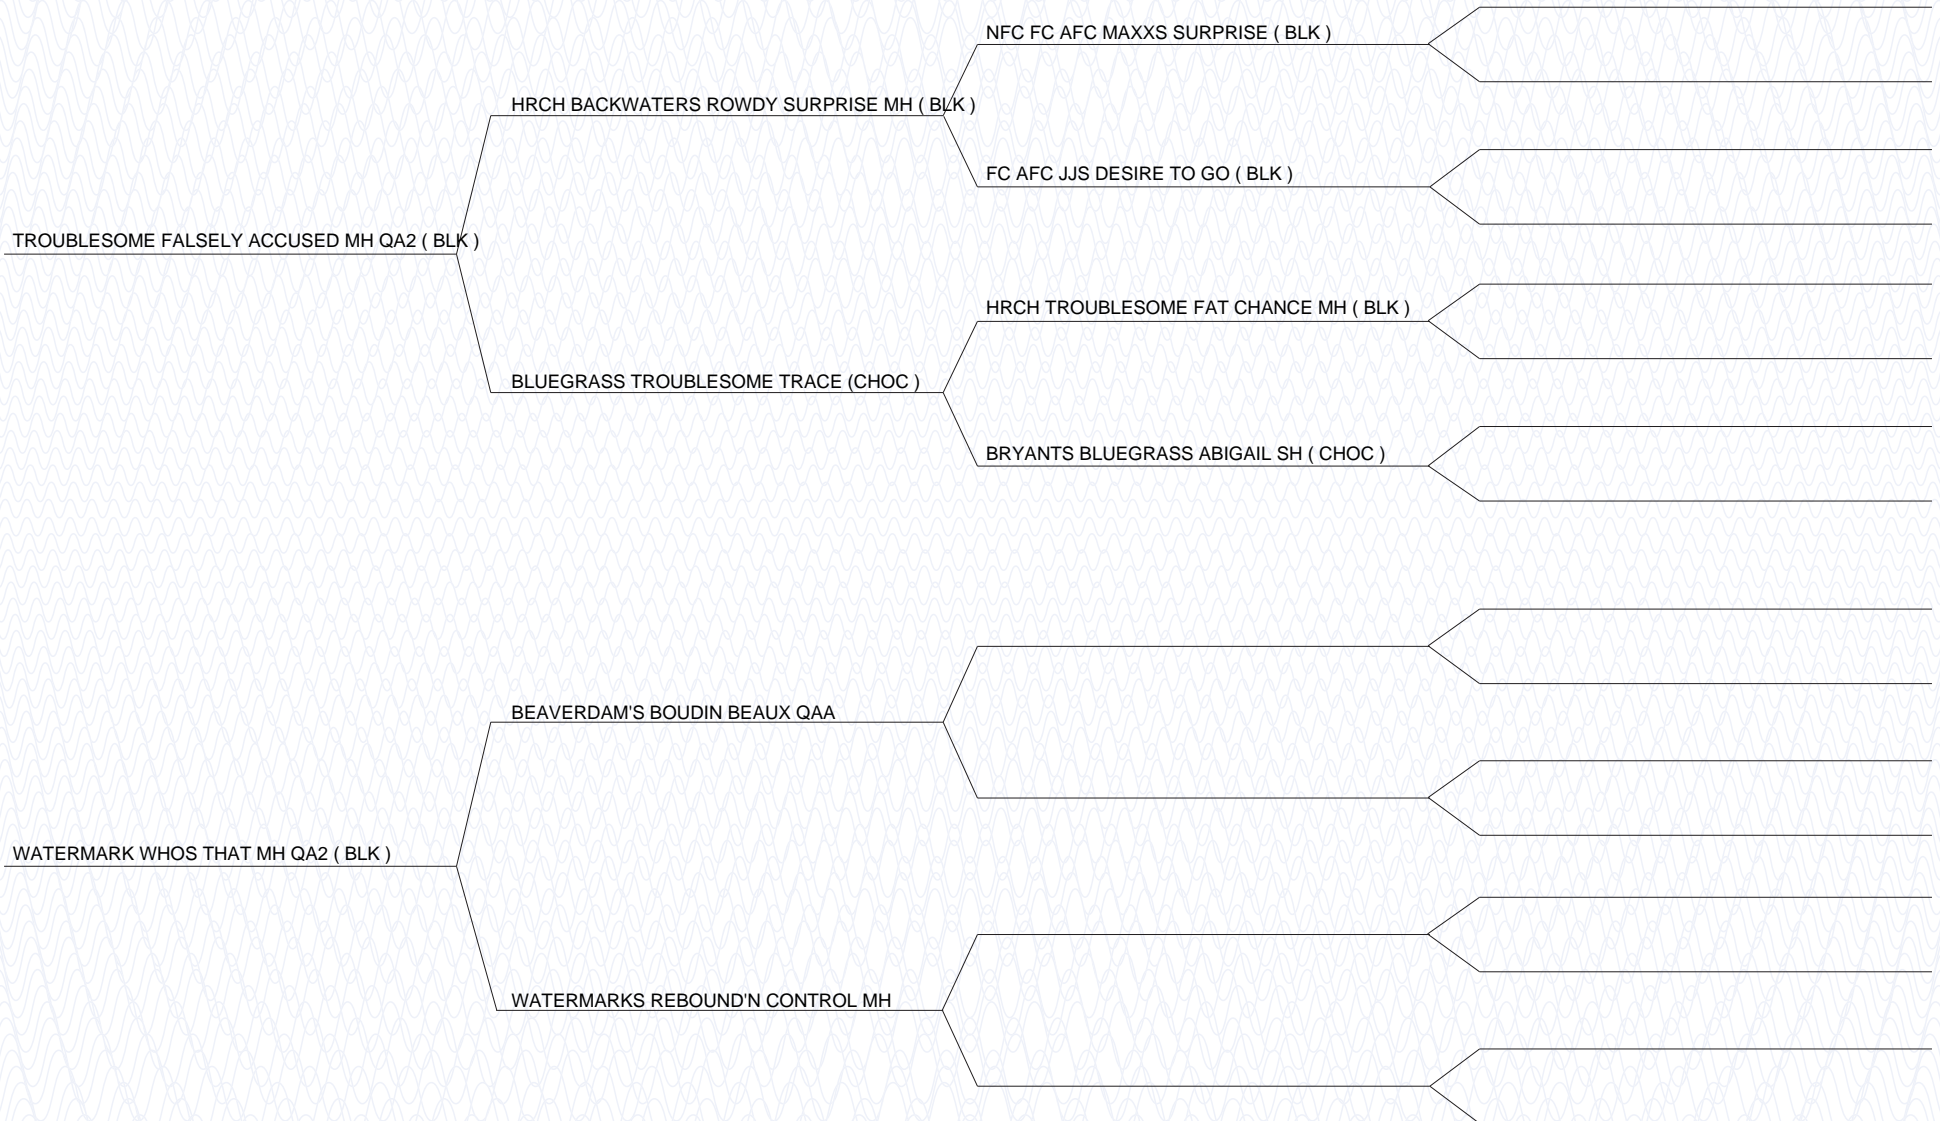 NFC FC AFC MAXXS SURPRISE ( BLK )
HRCH BACKWATERS ROWDY SURPRISE MH ( BLK )
FC AFC JJS DESIRE TO GO ( BLK )
TROUBLESOME FALSELY ACCUSED MH QA2 ( BLK )
HRCH TROUBLESOME FAT CHANCE MH ( BLK )
BLUEGRASS TROUBLESOME TRACE (CHOC )
BRYANTS BLUEGRASS ABIGAIL SH ( CHOC )
BEAVERDAM'S BOUDIN BEAUX QAA
WATERMARK WHOS THAT MH QA2 ( BLK )
WATERMARKS REBOUND'N CONTROL MH